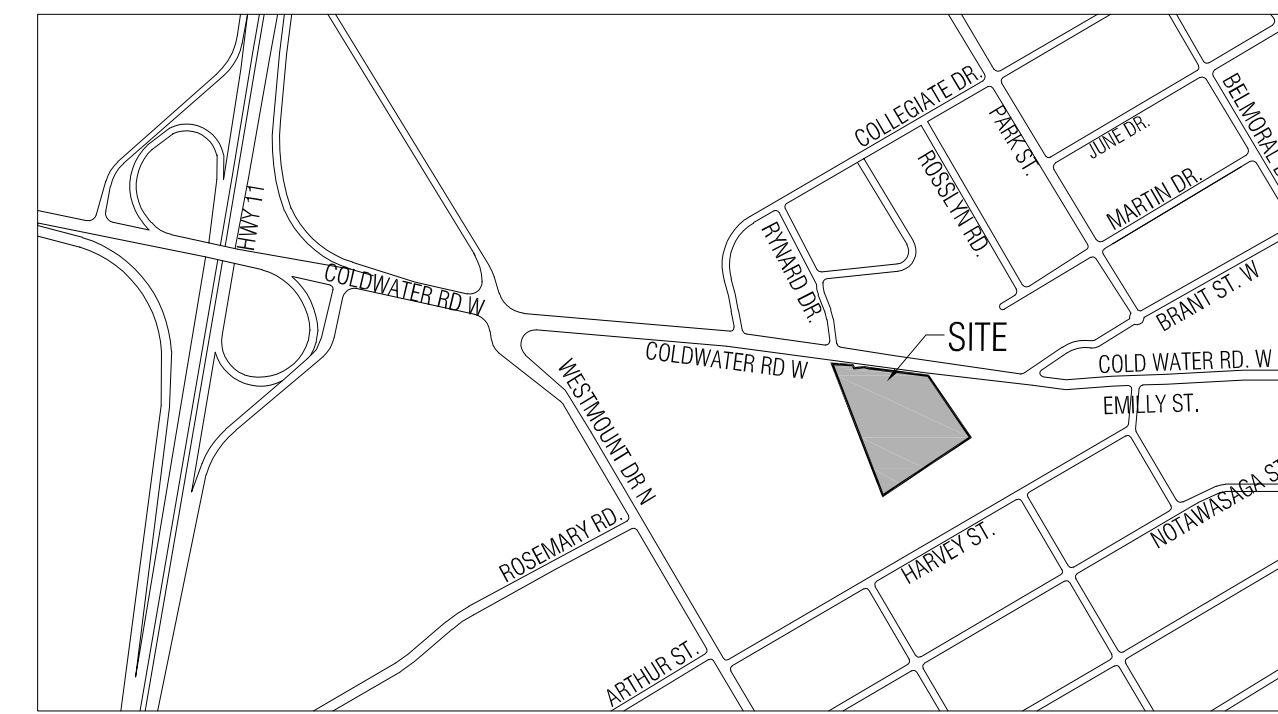 COLLEGIATE DR.
PARK ST.
BELMORAL
JUNE DR.
ROSSLYN RD.
MARTIN DR.
HWY 11
RYNARD DR.
COLDWATER RD W
BRANT ST. W
SITE
COLDWATER RD W
COLD WATER RD. W
EMILLY ST.
WESTMOUNT DR N
NOTAWASAGA ST
ROSEMARY RD.
HARVEY ST.
ARTHUR ST.